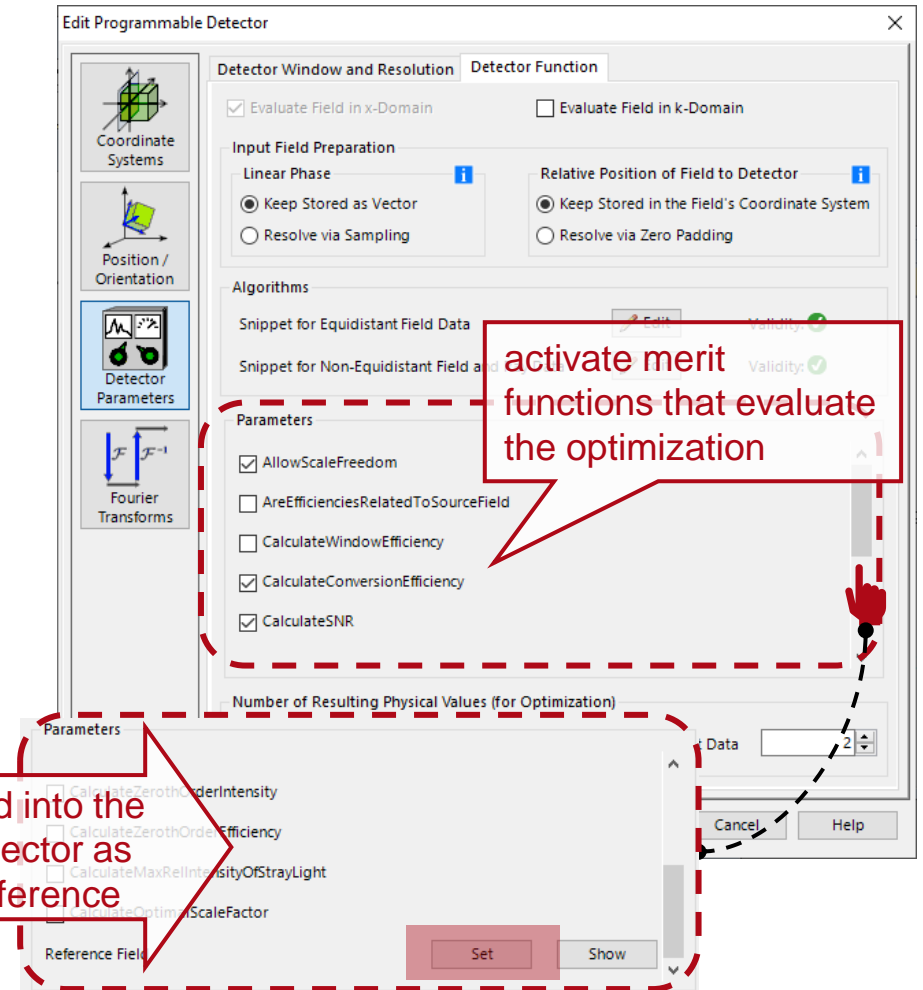 Edit Programmable Detector
Detector Window and Resolution
Detector Function
Coordinate
Systems
Position /
Orientation
Detector
Parameters
Fourier
Transforms
Evaluate Field in x-Domain
Evaluate Field in k-Domain
Input Field Preparation
Linear Phase
Relative Position of Field to Detector
Keep Stored as Vector
Keep Stored in the Field's Coordinate System
Resolve via Sampling
Resolve via Zero Padding
Algorithms
Snippet for Equidistant Field Data
Edit
Validity:
Snippet for Non-Equidistant Field and
Validity:
activate merit
functions that evaluate
the optimization
Parameters
AllowScaleFreedom
AreEfficienciesRelatedToSourceField
CalculateWindowEfficiency
CalculateConversionEfficiency
CalculateSNR
Number of Resulting Physical Values (for Optimization)
Data 2
Cancel Help
Parameters
CalculateZerothOrderIntensity
CalculateZerothOrderEfficiency
CalculateMaxRelIntensityOfStrayLight
CalculateOptimalScaleFactor
into the
ector as
ference
Reference Field
Set Show